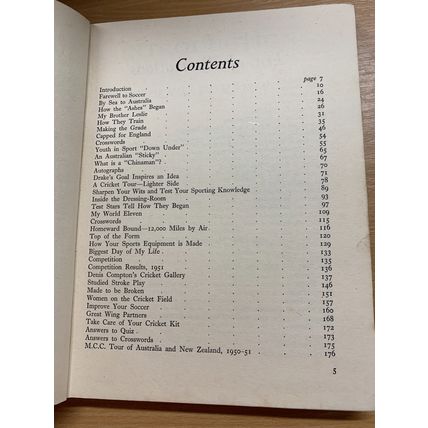 Contents
Introduction page 7
Farewell to Soccer 10
By Sea to Australia 16
How the "Ashes" Began 24
My Brother Leslie 26
How They Train 31
Making the Grade 35
Capped for England 46
Crosswords 54
Youth in Sport "Down Under" 55
An Australian "Sticky" 65
What is a "Chinaman"? 67
Autographs 70
Drake's Goal Inspires an Idea 71
A Cricket Tour—Lighter Side 78
Sharpen Your Wits and Test Your Sporting Knowledge 89
Inside the Dressing-Room 93
Test Stars Tell How They Began 97
My World Eleven 109
Crosswords 115
Homeward Bound—12,000 Miles by Air 116
Top of the Form 120
How Your Sports Equipment is Made 129
Biggest Day of My Life 133
Competition 135
Competition Results, 1951 136
Denis Compton's Cricket Gallery 137
Studied Stroke Play 146
Made to be Broken 151
Women on the Cricket Field 157
Improve Your Soccer 160
Great Wing Partners 168
Take Care of Your Cricket Kit 172
Answers to Quiz 173
Answers to Crosswords 175
M.C.C. Tour of Australia and New Zealand, 1950-51 176
5